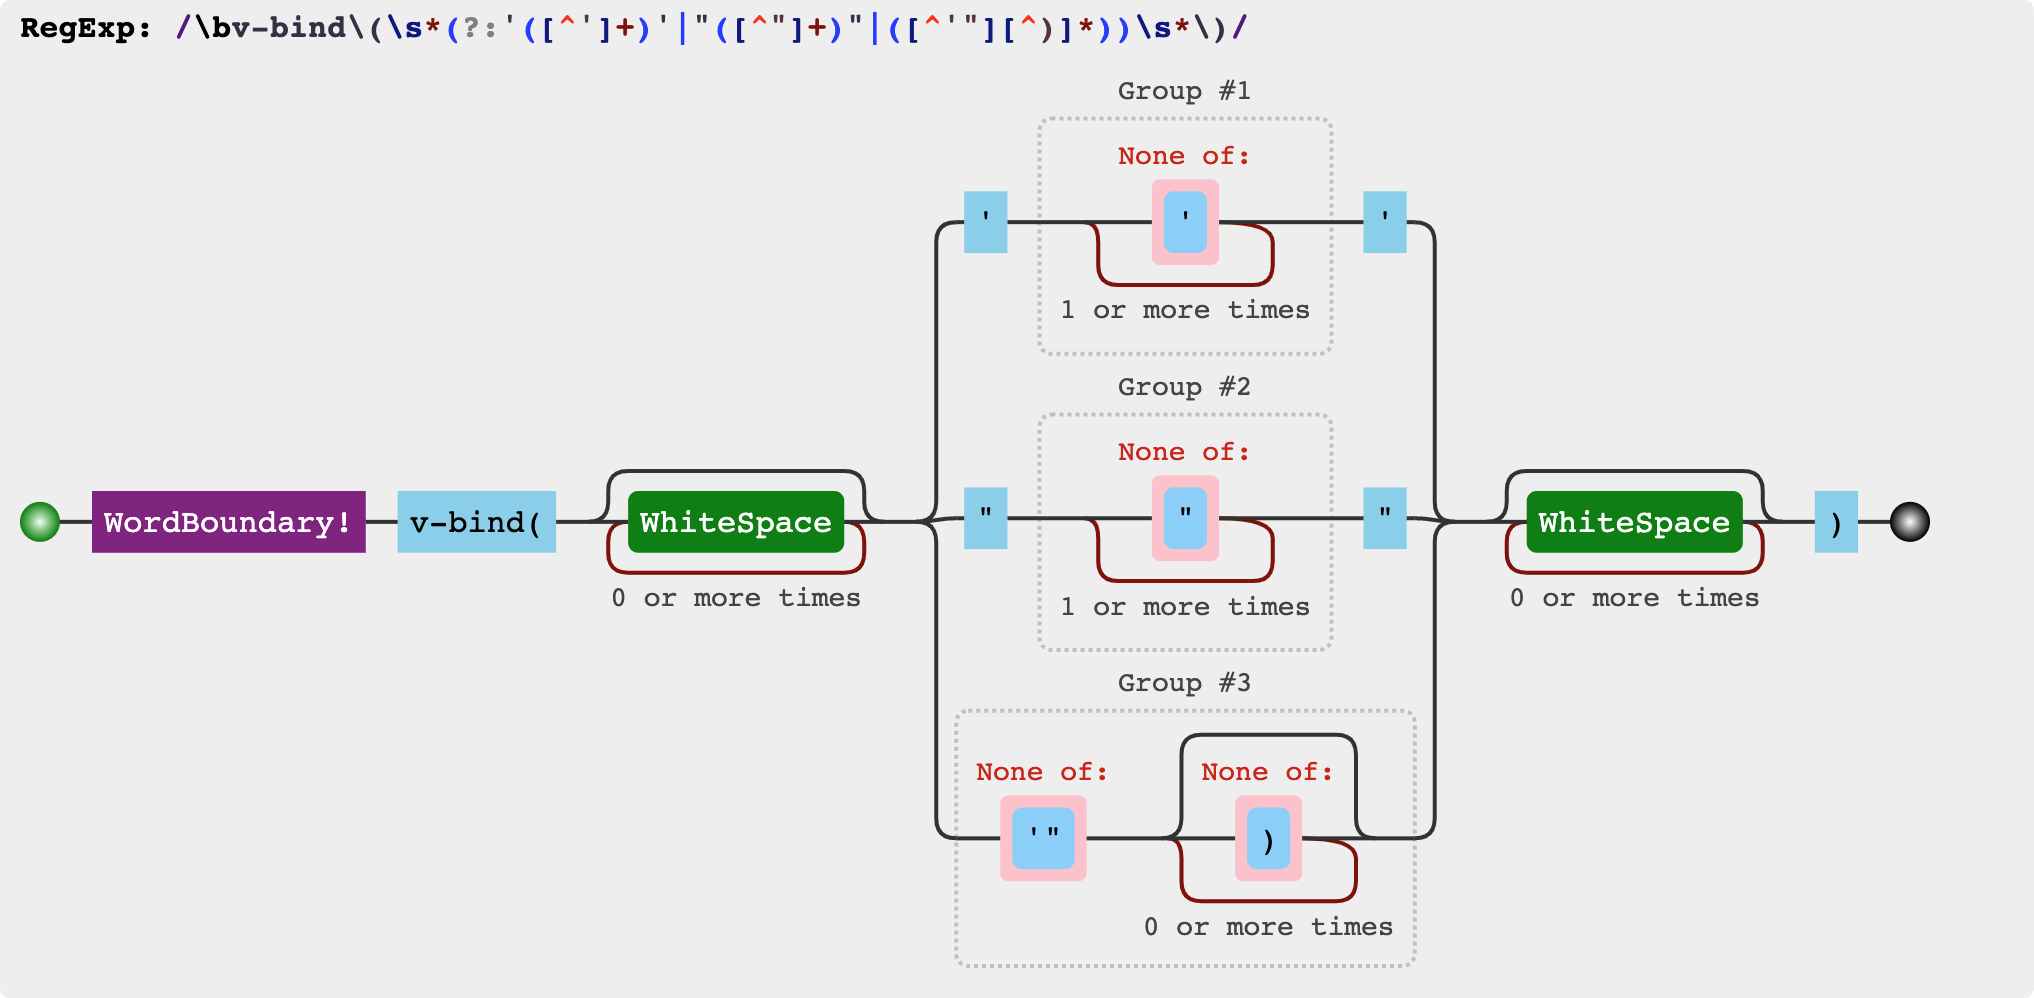 RegExp: /\bv-bind\(\s*(?:'([^']+)'|"([^"]+)"|([^'"][^)]*))\s*\)/
Group #1
None of:
' ' '
1 or more times
Group #2
None of:
" " "
1 or more times
WordBoundary! v-bind( WhiteSpace WhiteSpace )
0 or more times 0 or more times
Group #3
None of: None of:
'" )
0 or more times